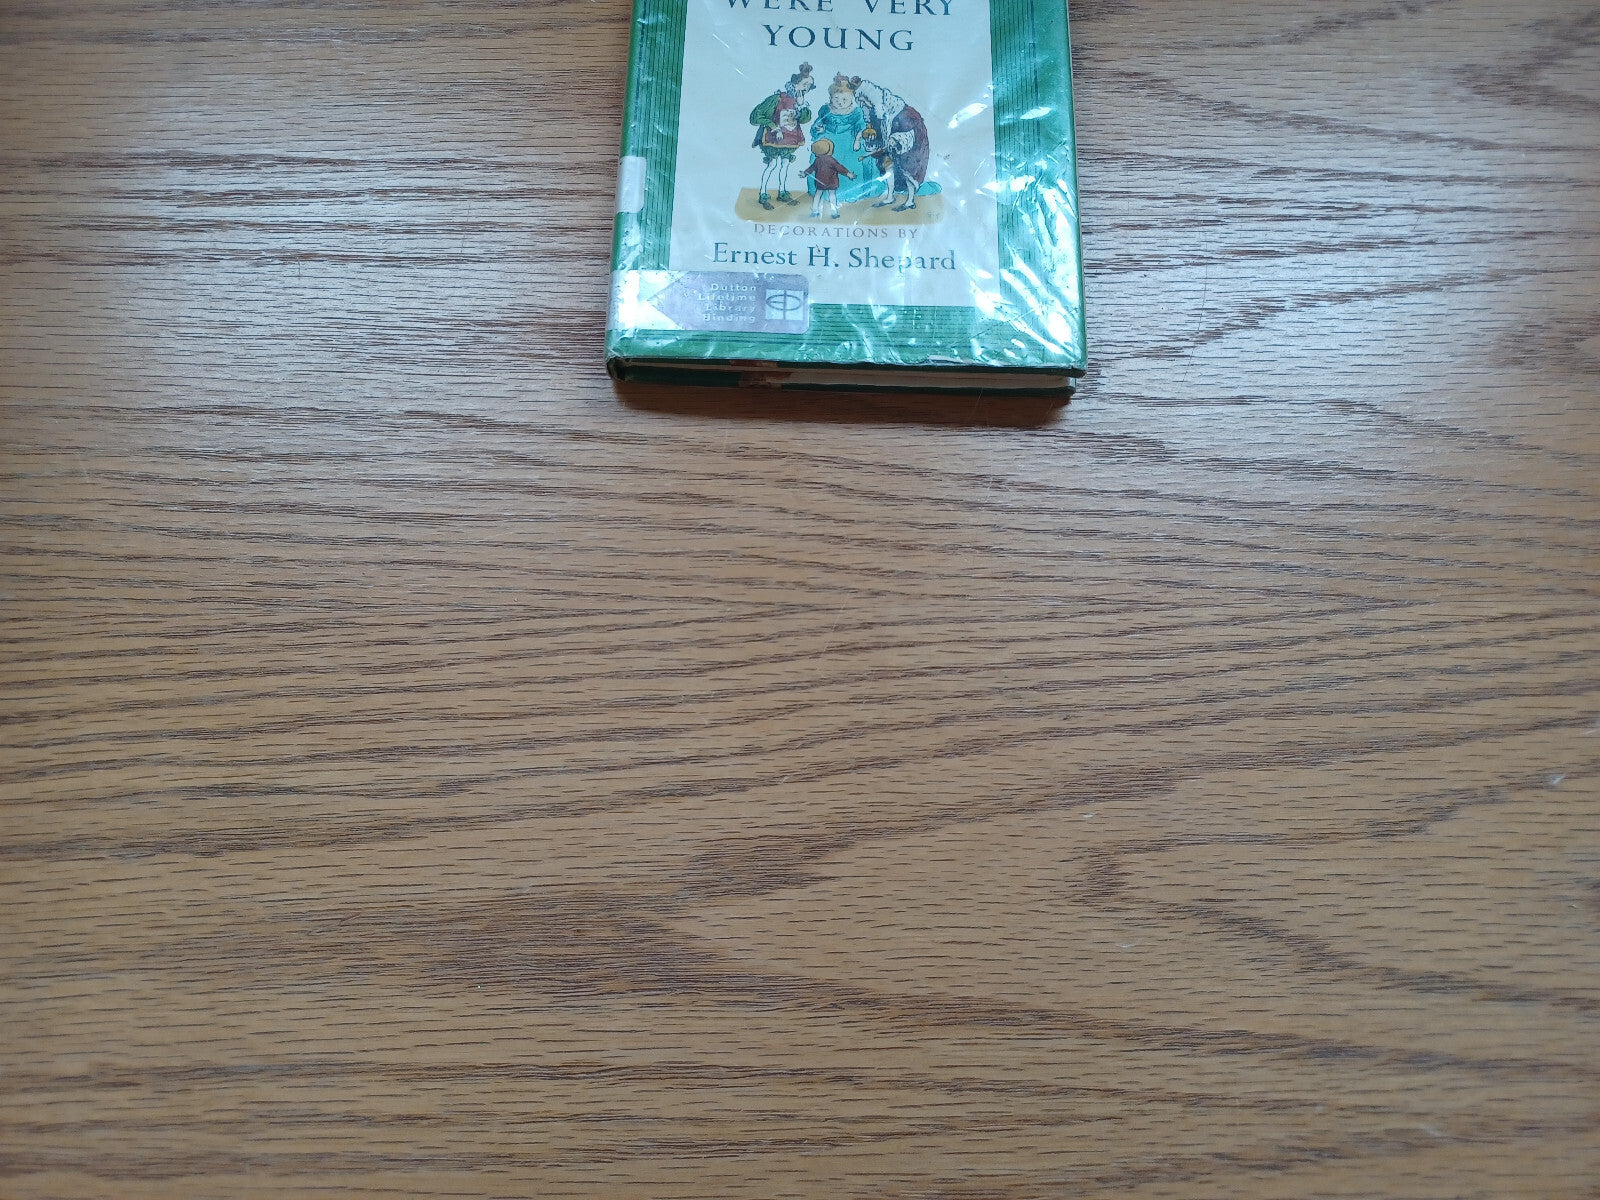 WERE VERY
YOUNG
DECORATIONS BY
Ernest H. Shepard
Dutton
Lifetime
Library
Binding